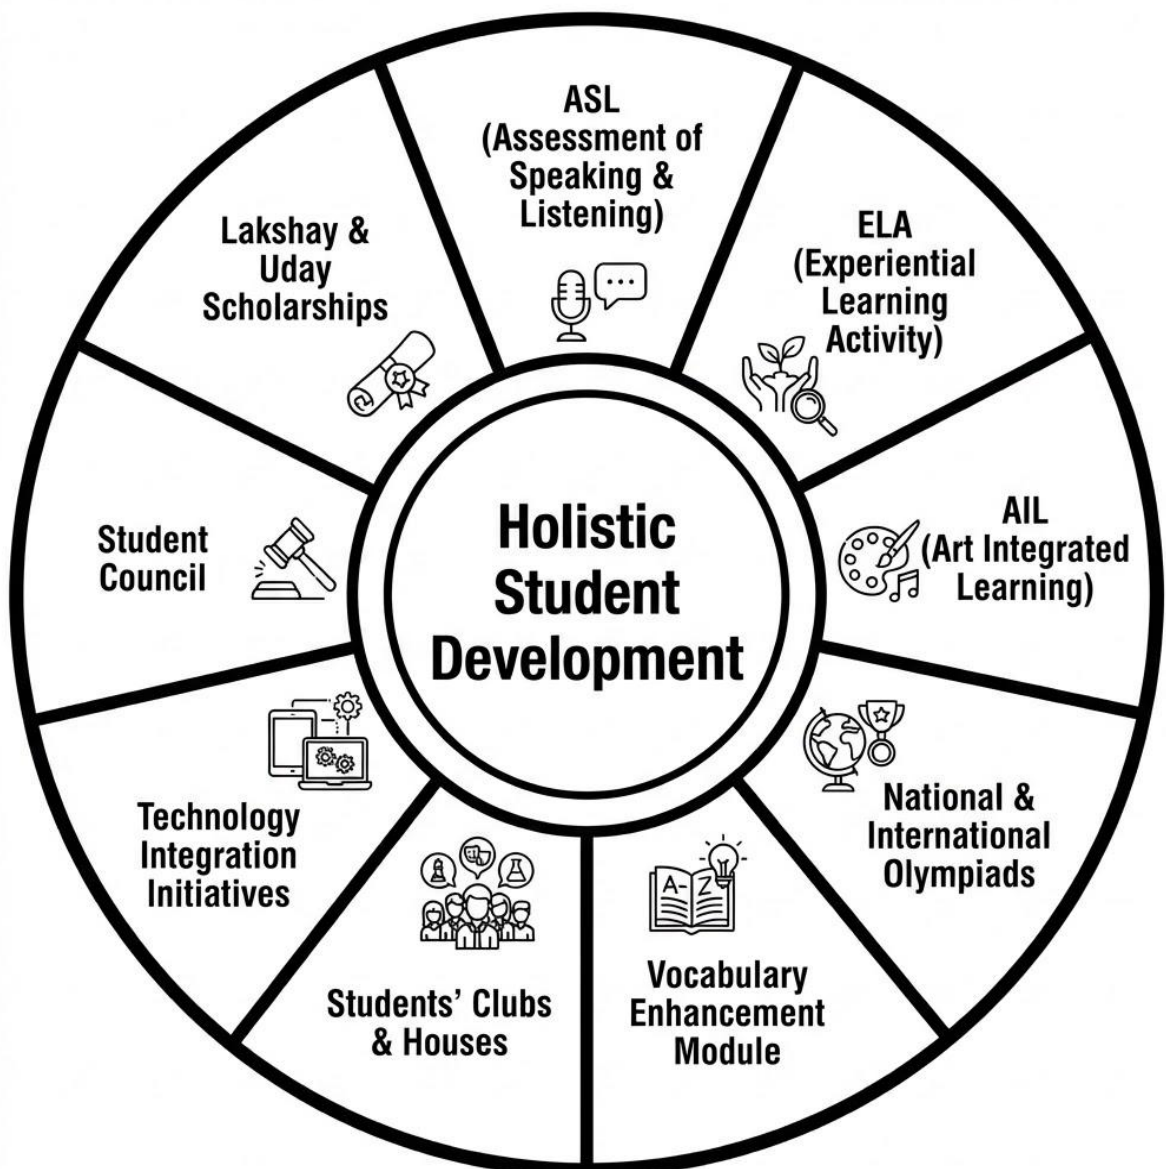 ASL
(Assessment of
Speaking &
Listening)
ELA
(Experiential
Learning
Activity)
AIL
(Art Integrated
Learning)
National &
International
Olympiads
A-Z
Vocabulary
Enhancement
Module
Students’ Clubs
& Houses
Technology
Integration
Initiatives
Student
Council
Lakshay &
Uday
Scholarships
Holistic
Student
Development